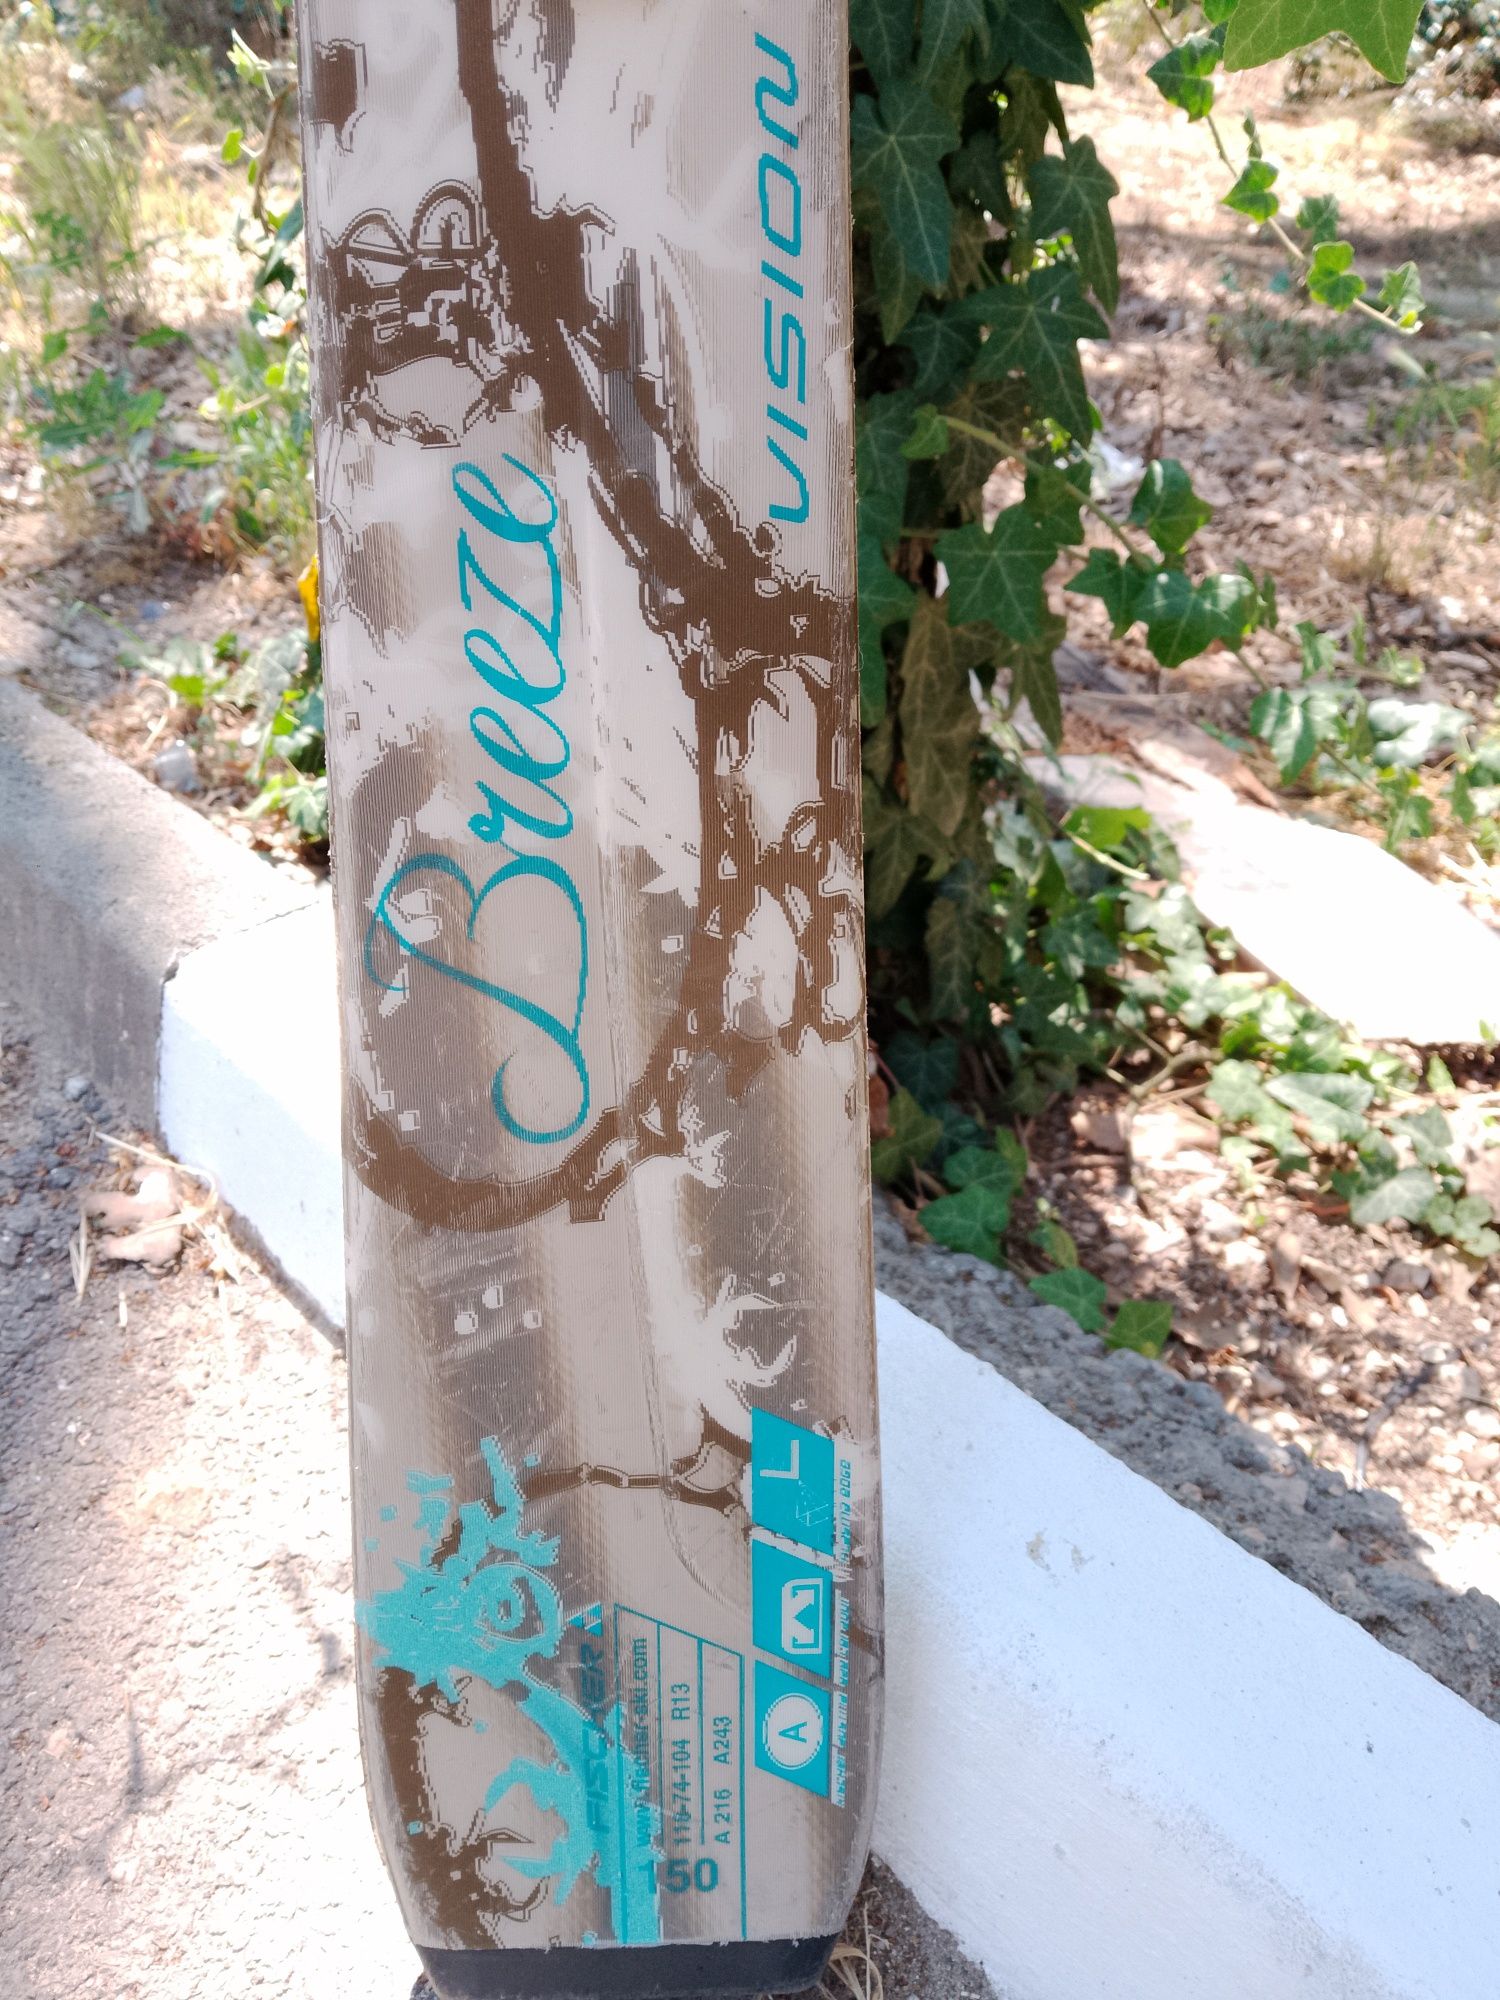 VISION
Breeze
L
A
FISCHER
www.fischer-ski.com
116-74-104 R13
A 216 A243
150